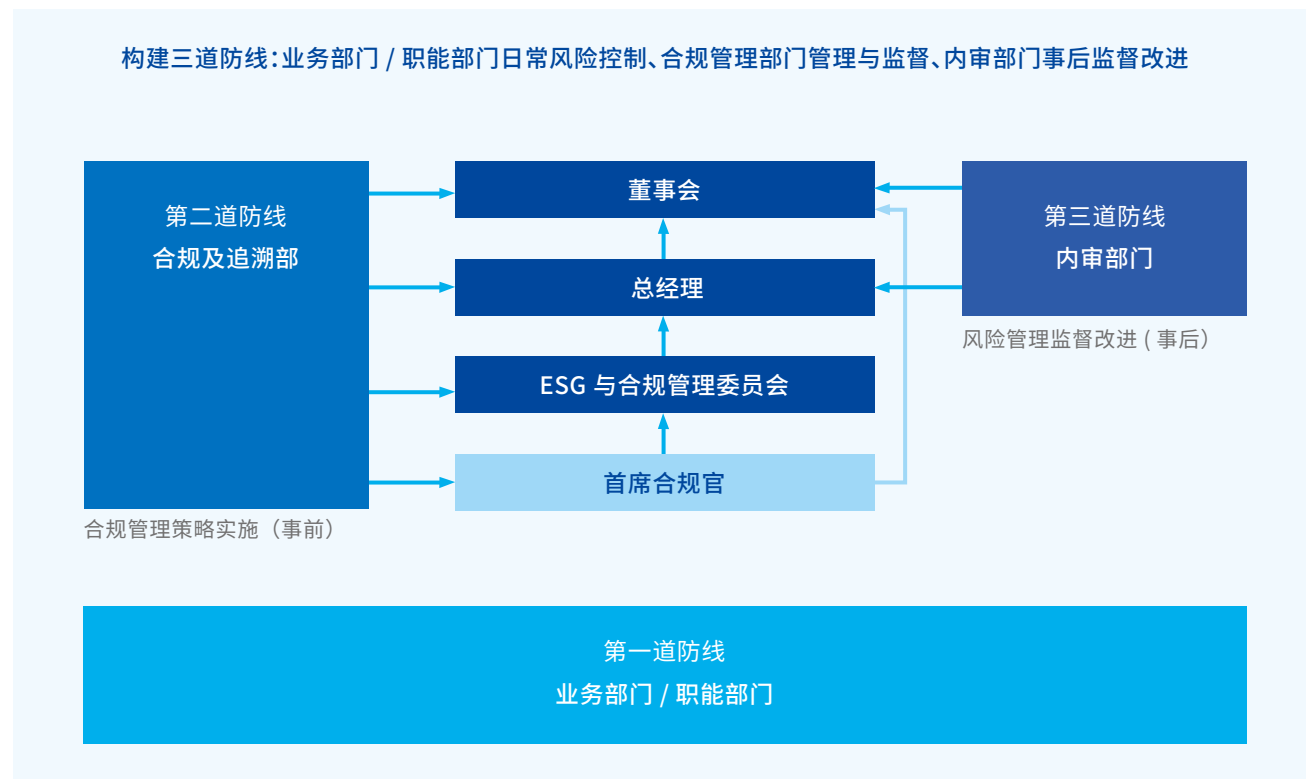 构建三道防线：业务部门 / 职能部门日常风险控制、合规管理部门管理与监督、内审部门事后监督改进
第二道防线
合规及追溯部
合规管理策略实施（事前）
董事会
总经理
ESG 与合规管理委员会
首席合规官
第三道防线
内审部门
风险管理监督改进 ( 事后）
第一道防线
业务部门 / 职能部门